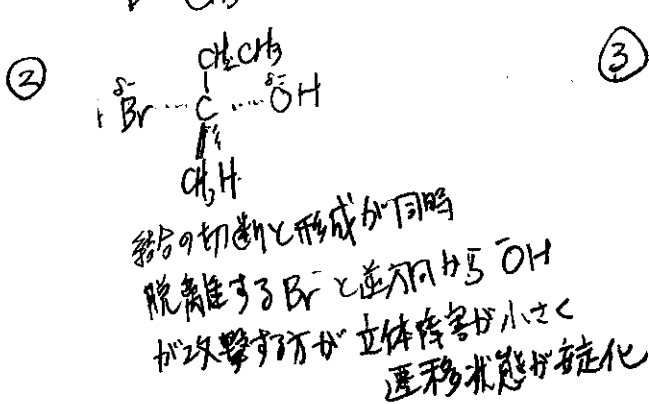 CH3
② ③
CH2CH3
δ- δ-
Br C OH
CH3 H
結合の切断と形成が同時
脱離するBr⁻と逆方向から⁻OH
が攻撃する方が立体障害が小さく
遷移状態が安定化